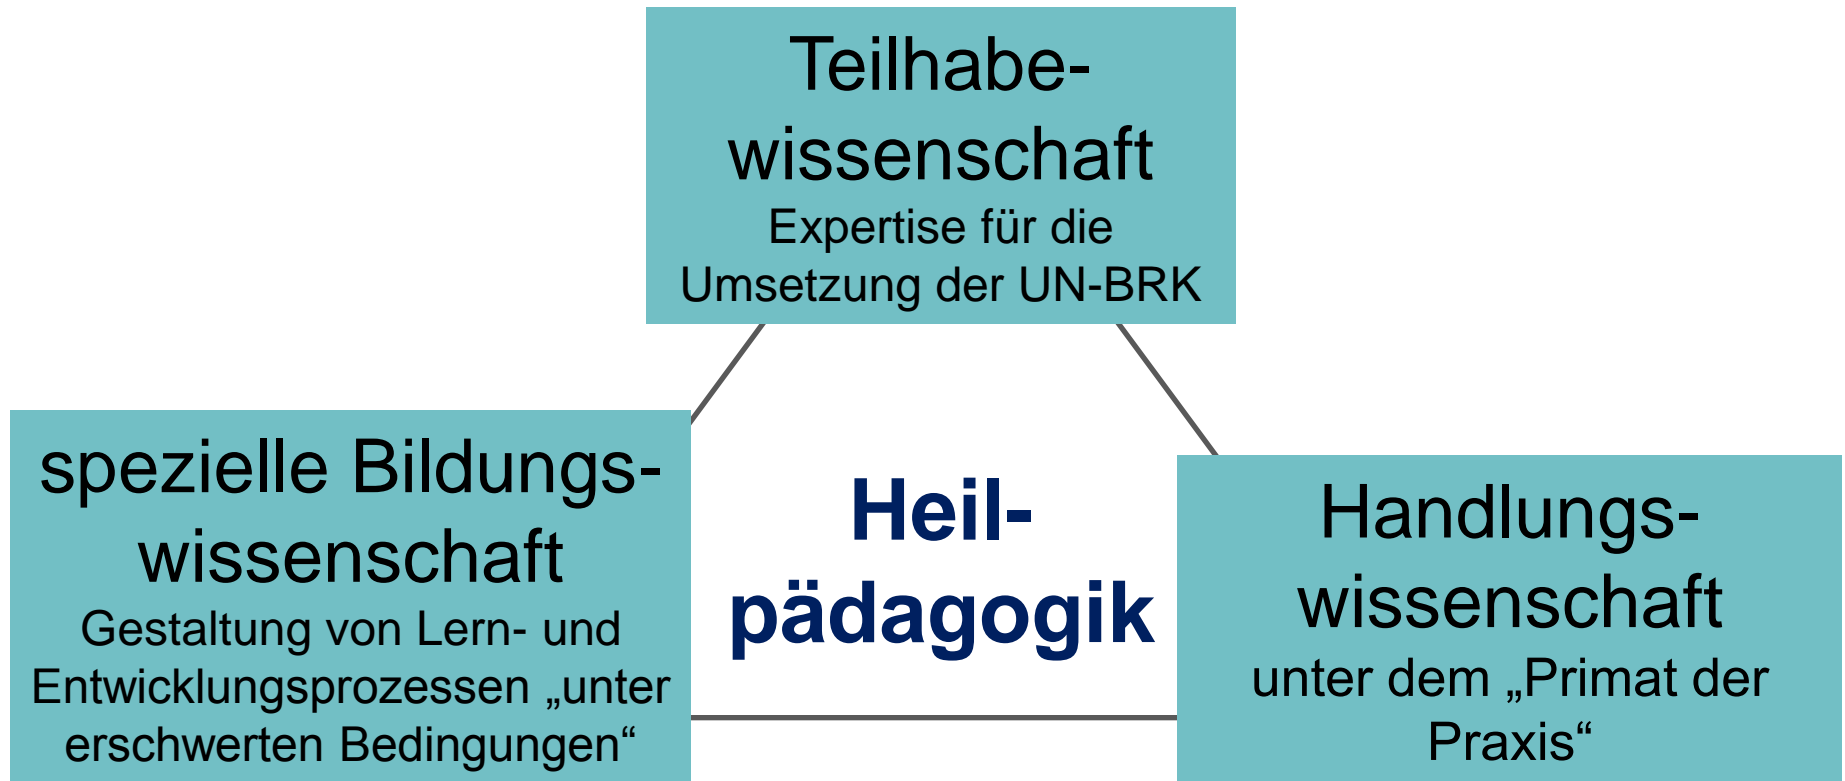 Teilhabe-
wissenschaft
Expertise für die
Umsetzung der UN-BRK
spezielle Bildungs-
wissenschaft
Gestaltung von Lern- und
Entwicklungsprozessen „unter
erschwerten Bedingungen“
Heil-
pädagogik
Handlungs-
wissenschaft
unter dem „Primat der
Praxis“